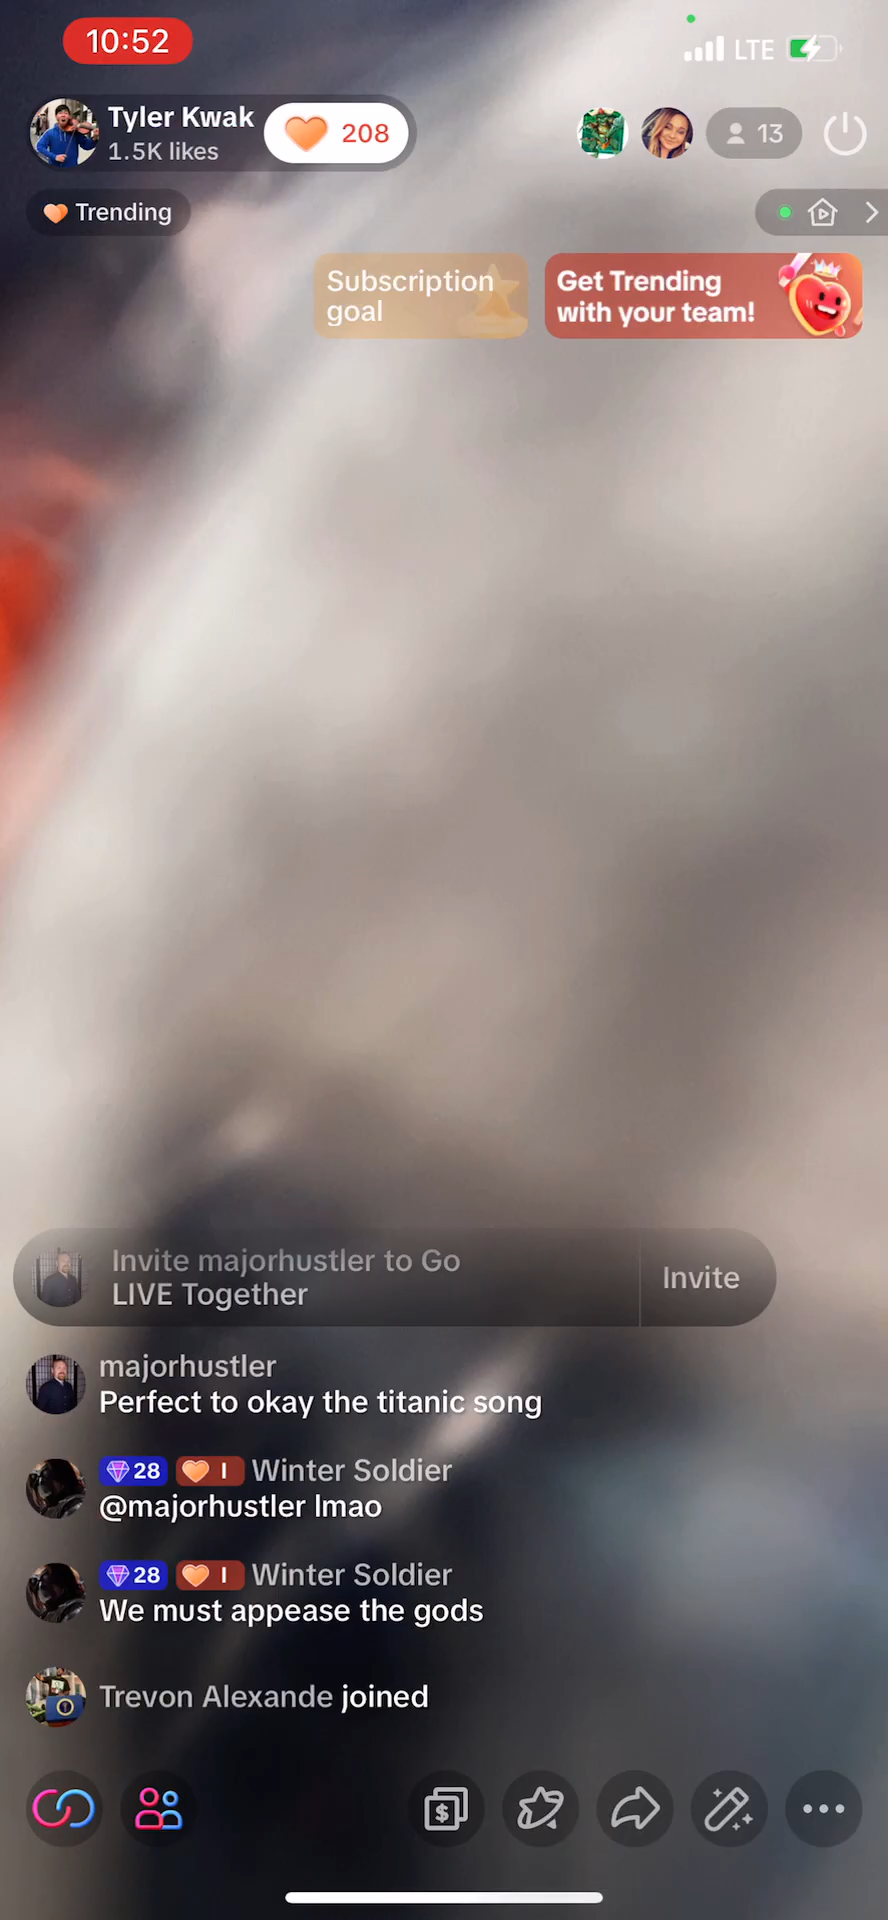 10:52
LTE
Tyler Kwak
1.5K likes
208
13
Trending
Subscription
goal
Get Trending
with your team!
Invite majorhustler to Go
LIVE Together
Invite
majorhustler
Perfect to okay the titanic song
28 I Winter Soldier
@majorhustler lmao
28 I Winter Soldier
We must appease the gods
Trevon Alexande joined